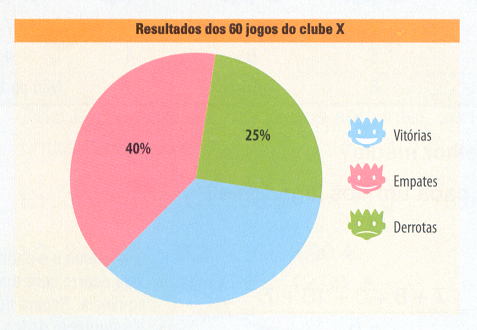 Resultados dos 60 jogos do clube X
40%
25%
Vitórias
Empates
Derrotas